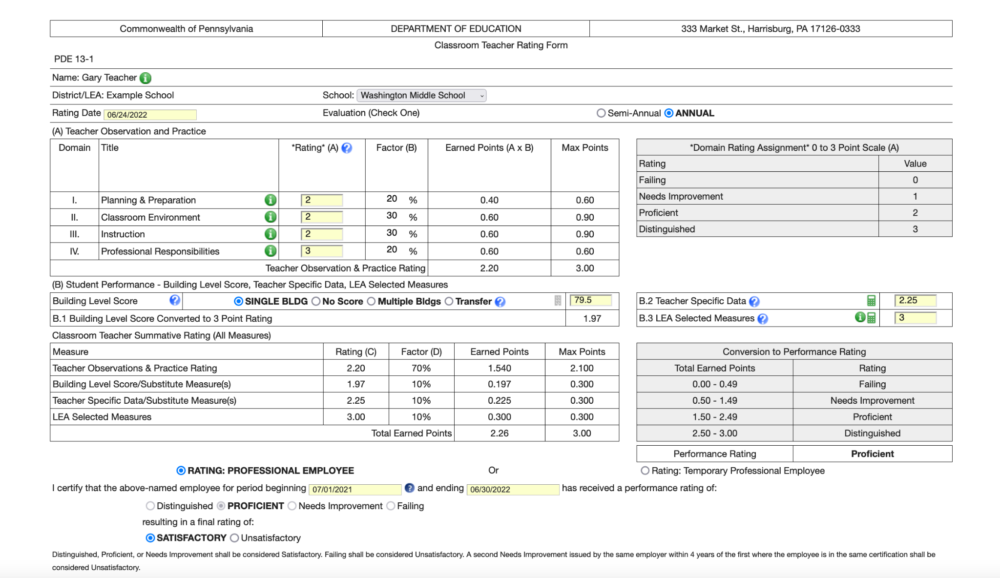 Commonwealth of Pennsylvania DEPARTMENT OF EDUCATION 333 Market St., Harrisburg, PA 17126-0333
Classroom Teacher Rating Form
PDE 13-1
Name: Gary Teacher
District/LEA: Example School School: Washington Middle School
Rating Date 06/24/2022 Evaluation (Check One) Semi-Annual ANNUAL
(A) Teacher Observation and Practice
Domain Title *Rating* (A) Factor (B) Earned Points (A x B) Max Points
I. Planning & Preparation 2 20 % 0.40 0.60
II. Classroom Environment 2 30 % 0.60 0.90
III. Instruction 2 30 % 0.60 0.90
IV. Professional Responsibilities 3 20 % 0.60 0.60
Teacher Observation & Practice Rating 2.20 3.00
*Domain Rating Assignment* 0 to 3 Point Scale (A)
Rating Value
Failing 0
Needs Improvement 1
Proficient 2
Distinguished 3
(B) Student Performance - Building Level Score, Teacher Specific Data, LEA Selected Measures
Building Level Score SINGLE BLDG No Score Multiple Bldgs Transfer 79.5
B.1 Building Level Score Converted to 3 Point Rating 1.97
B.2 Teacher Specific Data 2.25
B.3 LEA Selected Measures 3
Classroom Teacher Summative Rating (All Measures)
Measure Rating (C) Factor (D) Earned Points Max Points
Teacher Observations & Practice Rating 2.20 70% 1.540 2.100
Building Level Score/Substitute Measure(s) 1.97 10% 0.197 0.300
Teacher Specific Data/Substitute Measure(s) 2.25 10% 0.225 0.300
LEA Selected Measures 3.00 10% 0.300 0.300
Total Earned Points 2.26 3.00
Conversion to Performance Rating
Total Earned Points Rating
0.00 - 0.49 Failing
0.50 - 1.49 Needs Improvement
1.50 - 2.49 Proficient
2.50 - 3.00 Distinguished
Performance Rating Proficient
RATING: PROFESSIONAL EMPLOYEE Or Rating: Temporary Professional Employee
I certify that the above-named employee for period beginning 07/01/2021 and ending 06/30/2022 has received a performance rating of:
Distinguished PROFICIENT Needs Improvement Failing
resulting in a final rating of:
SATISFACTORY Unsatisfactory
Distinguished, Proficient, or Needs Improvement shall be considered Satisfactory. Failing shall be considered Unsatisfactory. A second Needs Improvement issued by the same employer within 4 years of the first where the employee is in the same certification shall be
considered Unsatisfactory.